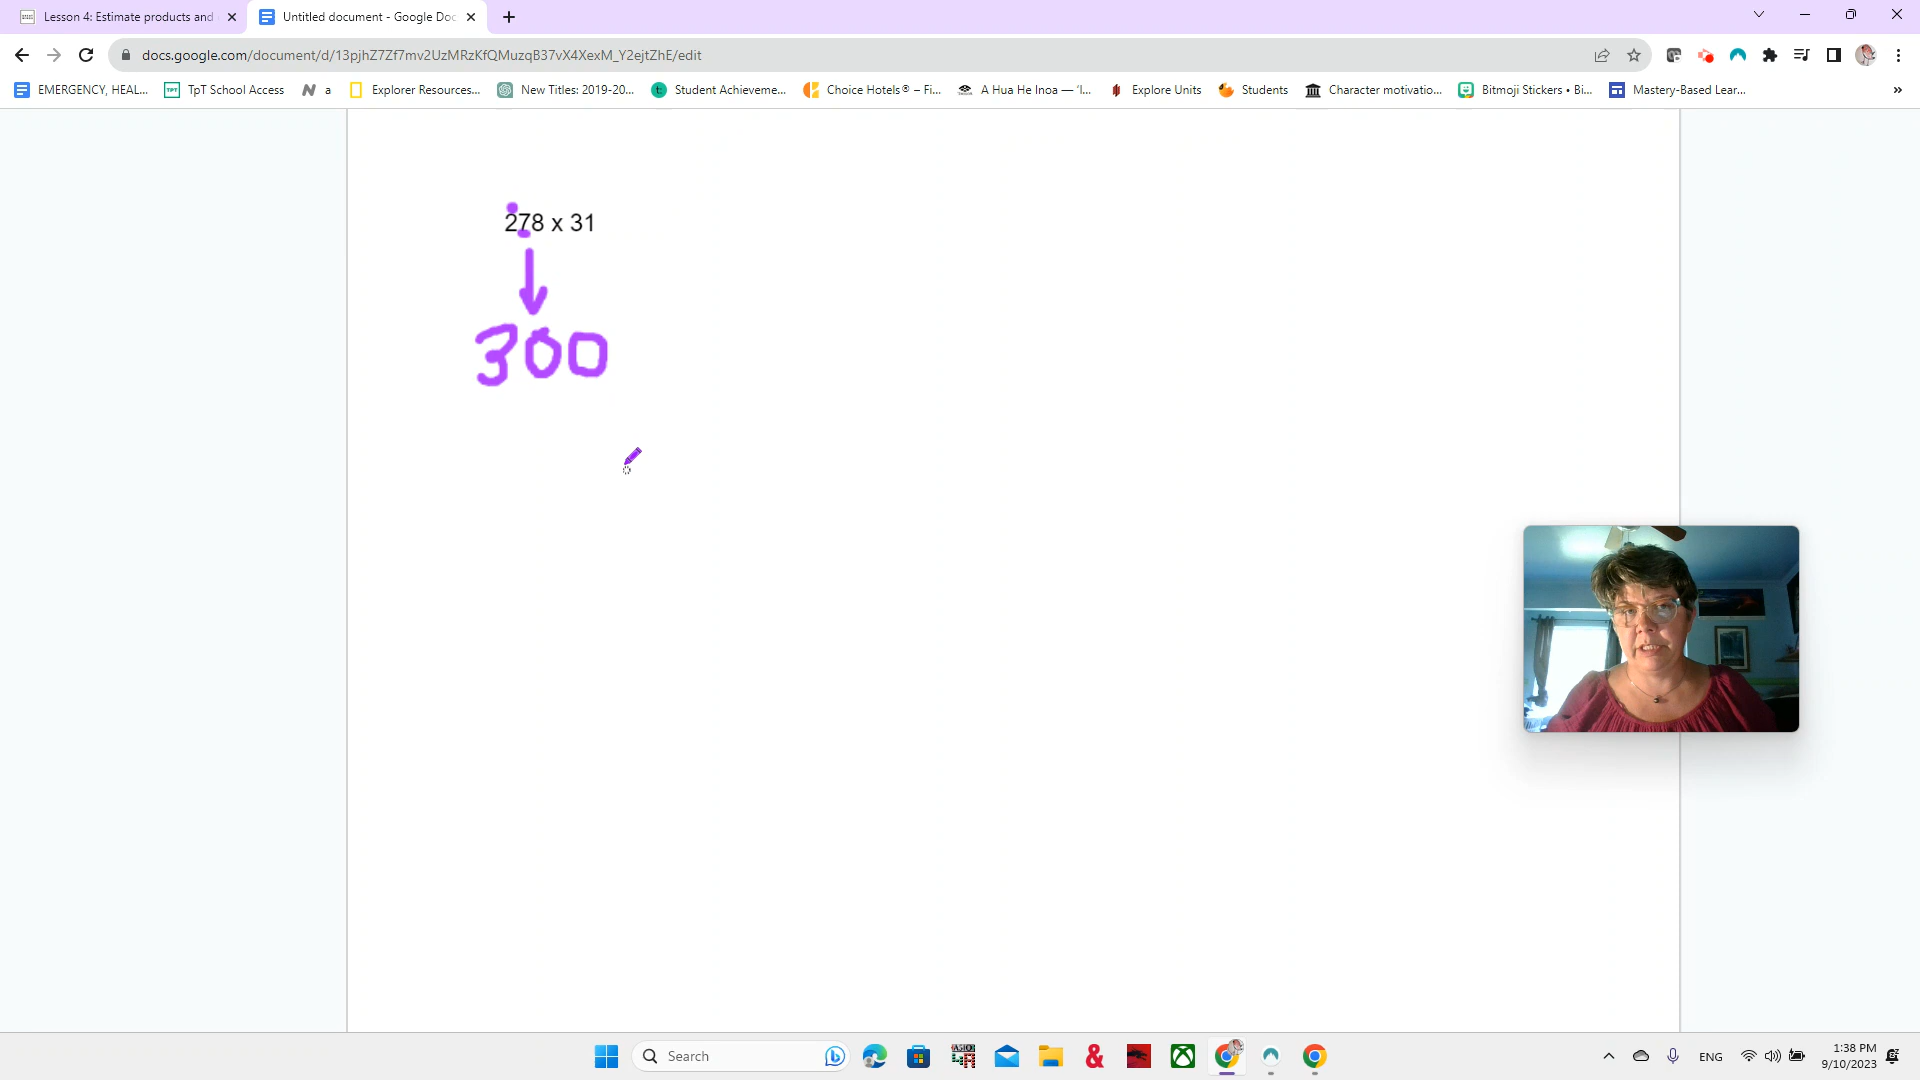 Lesson 4: Estimate products and
Untitled document - Google Doc
docs.google.com/document/d/13pjhZ7Zf7mv2UzMRzKfQMuzqB37vX4XexM_Y2ejtZhE/edit
EMERGENCY, HEAL... TpT School Access a Explorer Resources... New Titles: 2019-20... Student Achieveme... Choice Hotels® – Fi... A Hua He Inoa — ‘I... Explore Units Students Character motivatio... Bitmoji Stickers • Bi... Mastery-Based Lear... »
278 x 31
300
Search
ENG
1:38 PM
9/10/2023